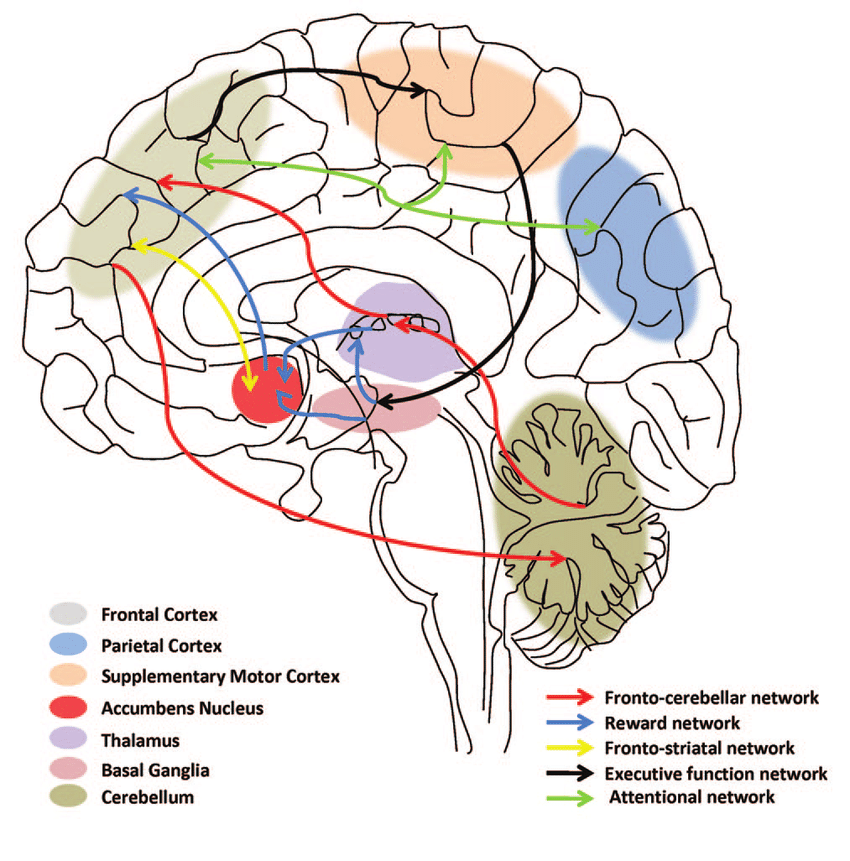 Frontal Cortex
Parietal Cortex
Supplementary Motor Cortex
Accumbens Nucleus
Thalamus
Basal Ganglia
Cerebellum
Fronto-cerebellar network
Reward network
Fronto-striatal network
Executive function network
Attentional network